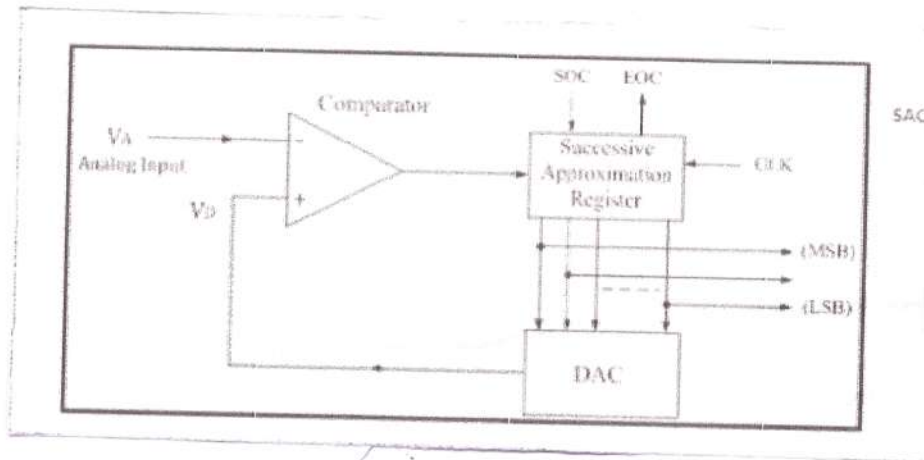 SOC EOC
Comparator
SAC
VA
Analog Input
-
Successive
Approximation
Register
CLK
VD
+
(MSB)
(LSB)
DAC